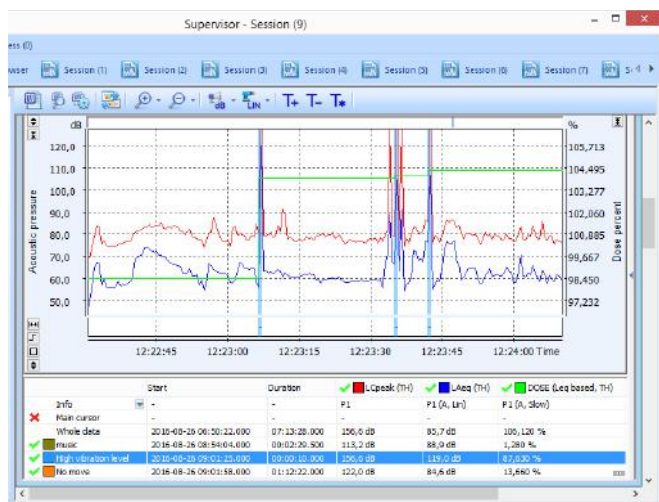 Supervisor - Session (9)
ess (0)
wser Session (1) Session (2) Session (3) Session (4) Session (5) Session (6) Session (7) S
dB LIN T+ T- T*
dB %
120,0 105,713
110,0 104,495
100,0 103,277
90,0 102,060
80,0 100,885
70,0 99,667
60,0 98,450
50,0 97,232
Acoustic pressure
Dose percent
12:22:45 12:23:00 12:23:15 12:23:30 12:23:45 12:24:00 Time
Start Duration LCpeak (TH) LAeq (TH) DOSE (Leq based, TH)
Info - - P1 P1 (A, Lin) P1 (A, Slow)
Main cursor - - - - -
Whole data 2016-08-26 06:50:22.000 07:13:28.000 156,6 dB 85,7 dB 106,120 %
music 2016-08-26 08:54:04.000 00:02:29.500 113,2 dB 88,9 dB 1,280 %
High vibration level 2016-08-26 09:01:25.000 00:00:10.000 156,6 dB 119,0 dB 87,630 %
No move 2016-08-26 09:01:58.000 01:12:22.000 122,0 dB 84,6 dB 13,660 %